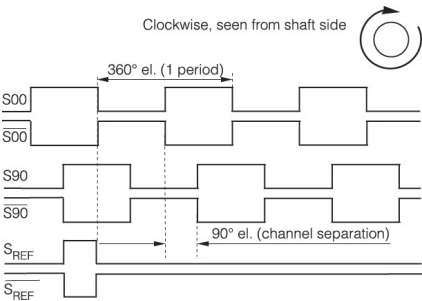 Clockwise, seen from shaft side
360° el. (1 period)
S00
S00
S90
S90
90° el. (channel separation)
SREF
SREF